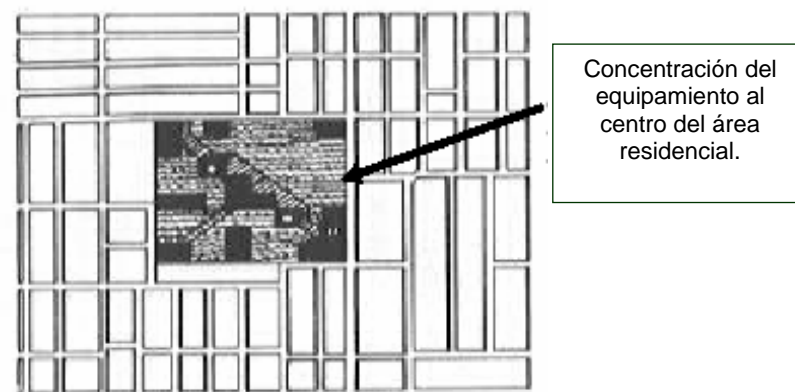 Concentración del
equipamiento al
centro del área
residencial.